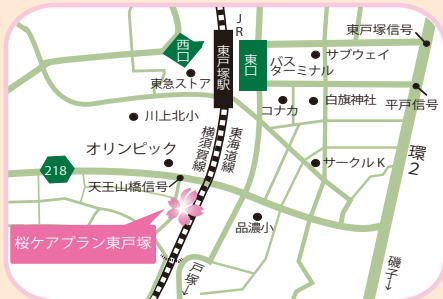 JR
東戸塚信号
西口
東戸塚駅
東口
バス
ターミナル
サブウェイ
東急ストア
平戸信号
コナカ
白旗神社
川上北小
環2
オリンピック
横須賀線
東海道線
サークルK
218
天王山橋信号
品濃小
桜ケアプラン東戸塚
戸塚↓
磯子↓